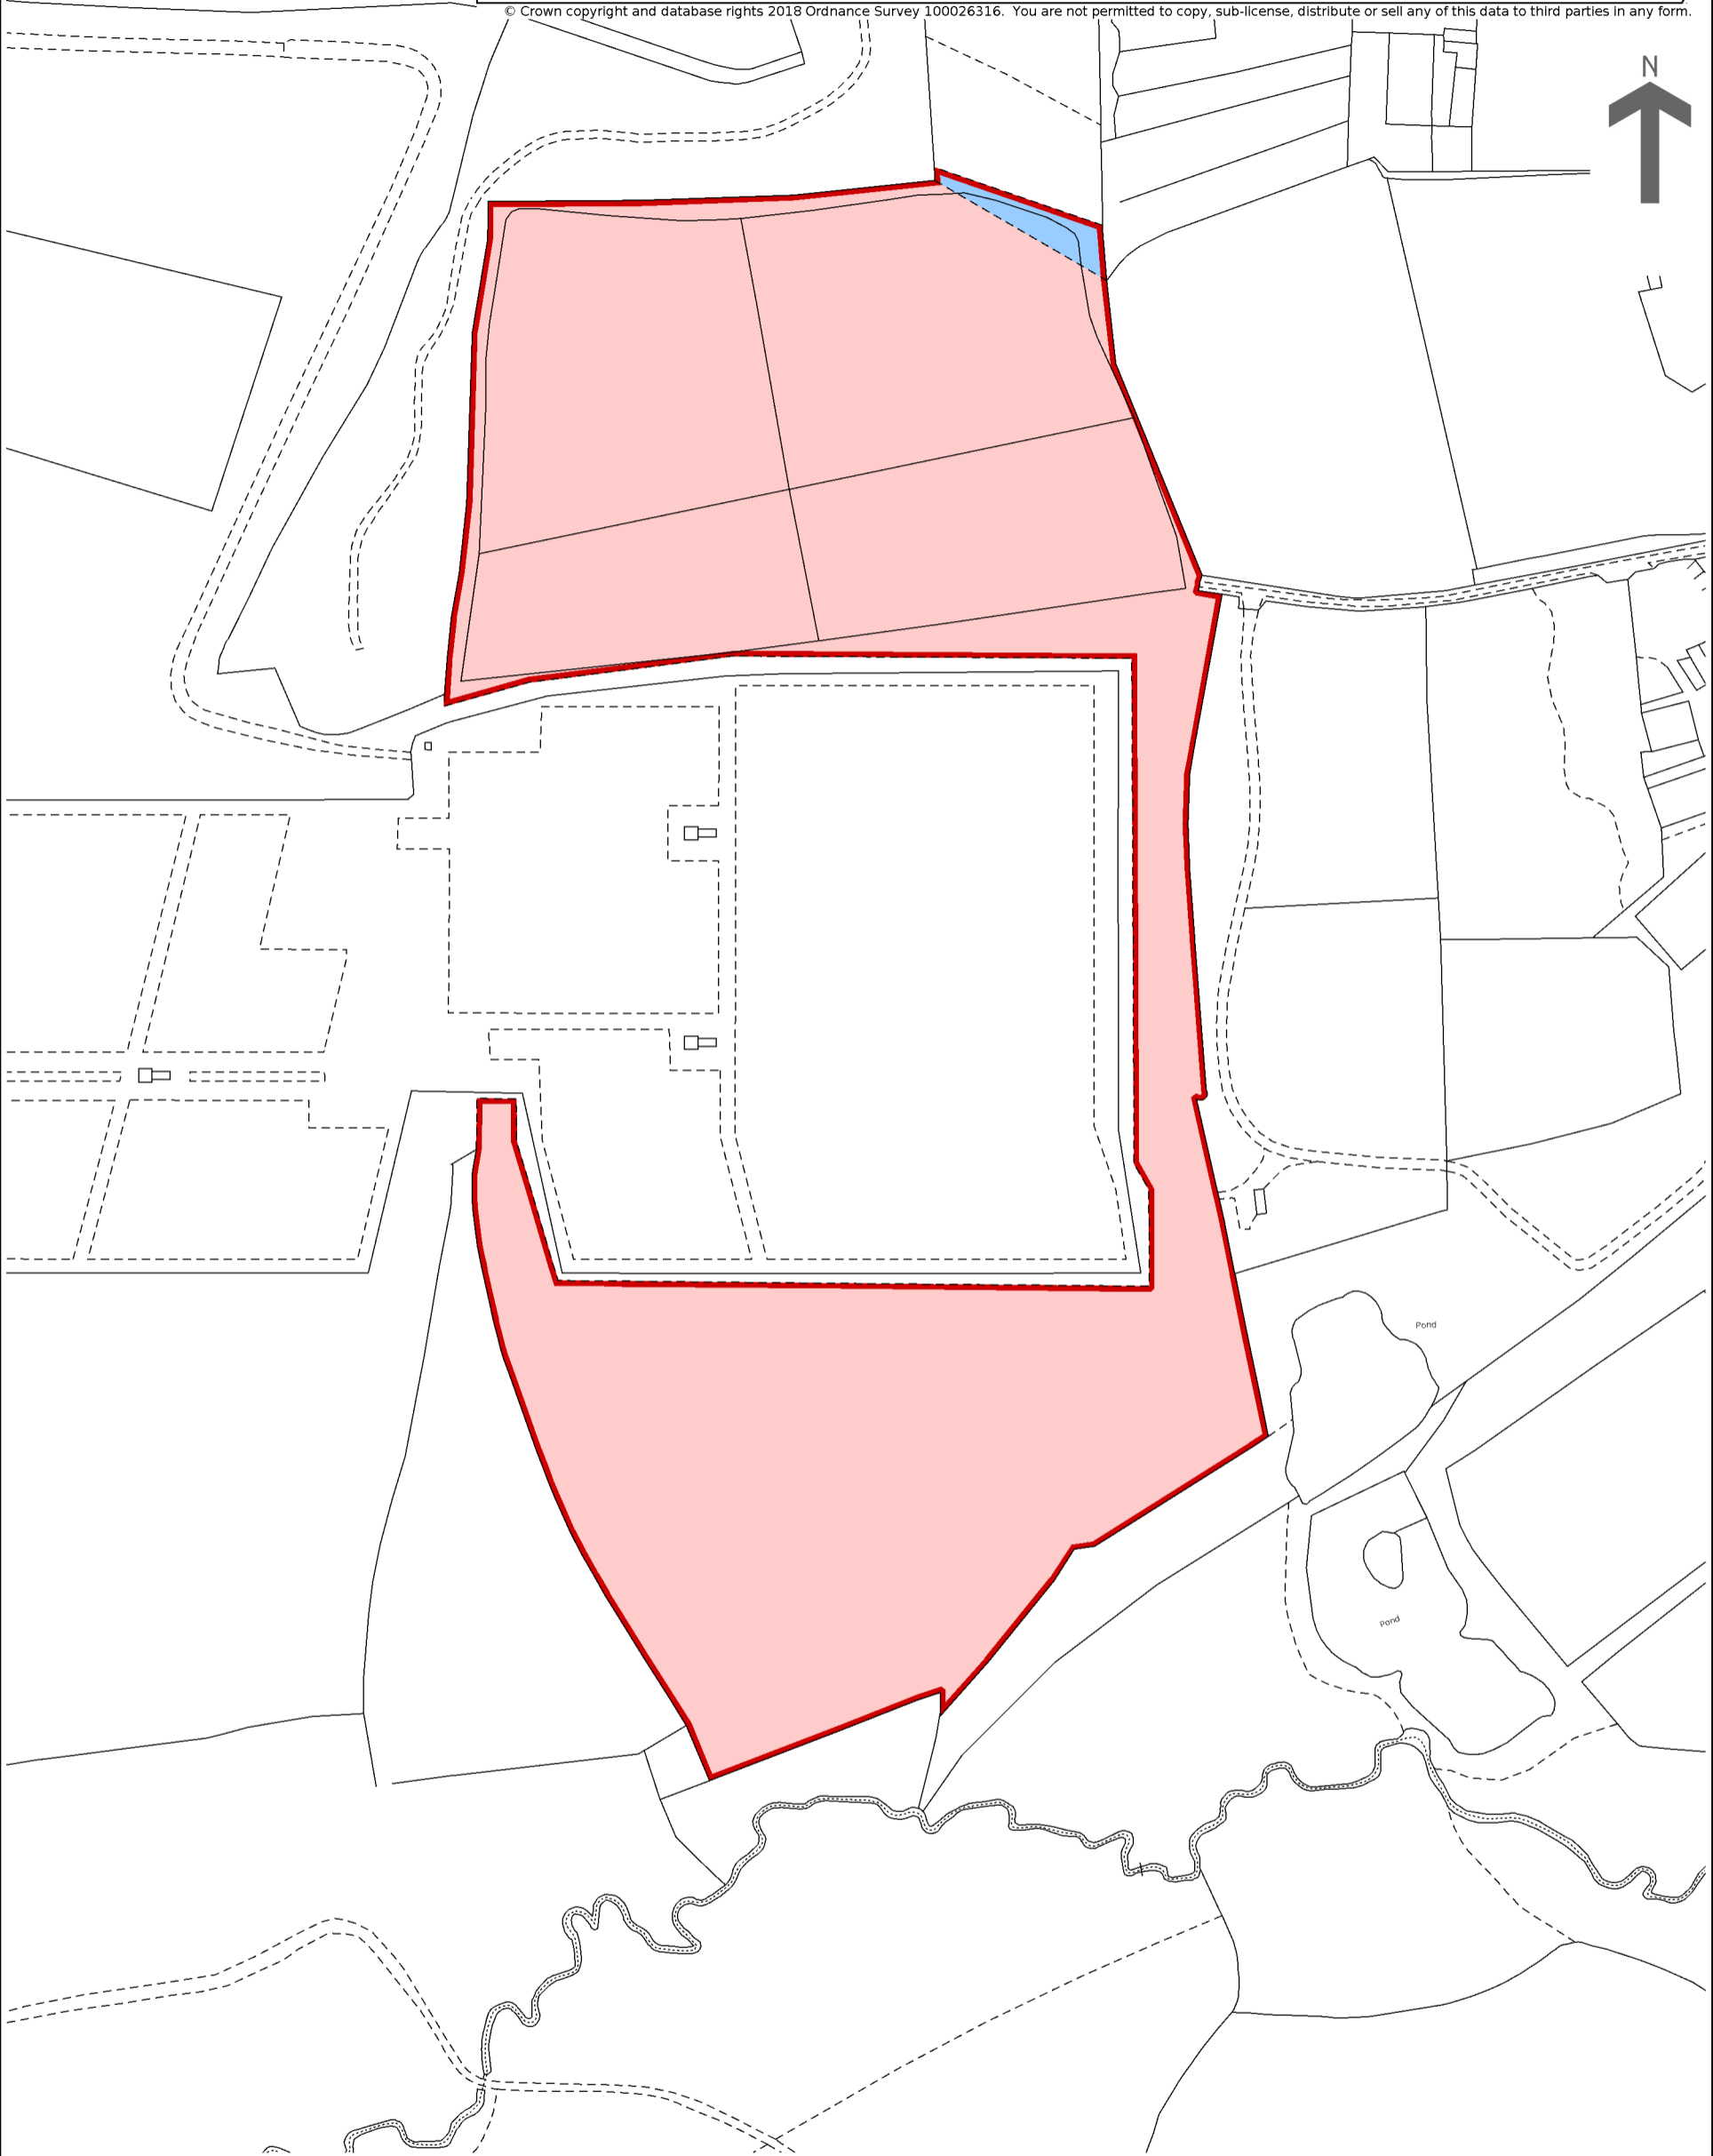 © Crown copyright and database rights 2018 Ordnance Survey 100026316. You are not permitted to copy, sub-license, distribute or sell any of this data to third parties in any form.
N
Pond
Pond